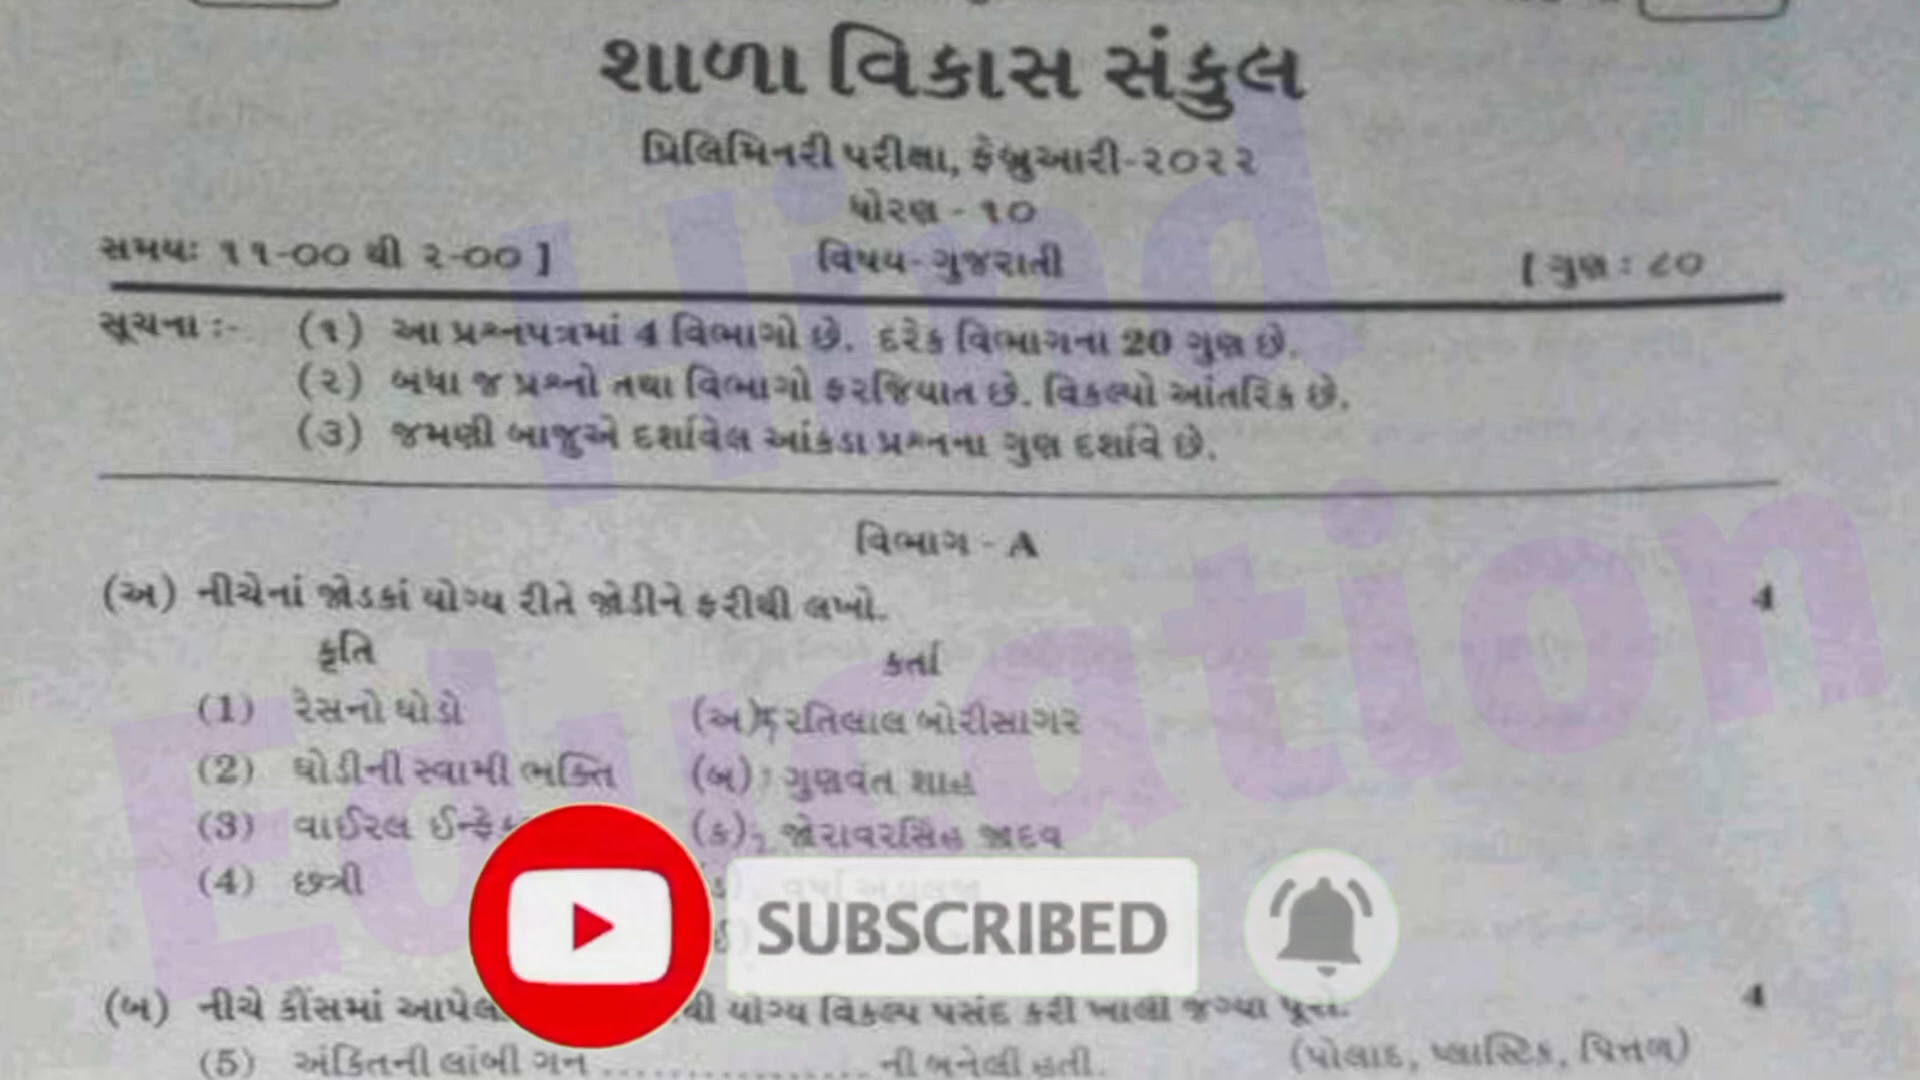 શાળા વિકાસ સંકુલ
પ્રિલિમિનરી પરીક્ષા, ફેબ્રુઆરી-૨૦૨૨
ધોરણ - ૧૦
સમયઃ ૧૧-૦૦ થી ૨-૦૦ ] વિષય- ગુજરાતી [ ગુણ : ૮૦
સૂચના :- (૧) આ પ્રશ્નપત્રમાં 4 વિભાગો છે. દરેક વિભાગના 20 ગુણ છે.
(૨) બધા જ પ્રશ્નો તથા વિભાગો ફરજિયાત છે. વિકલ્પો આંતરિક છે.
(૩) જમણી બાજુએ દર્શાવેલ આંકડા પ્રશ્નના ગુણ દર્શાવે છે.
વિભાગ - A
(અ) નીચેનાં જોડકાં યોગ્ય રીતે જોડીને ફરીથી લખો. 4
કૃતિ કર્તા
(1) રેસનો ઘોડો (અ) રતિલાલ બોરીસાગર
(2) ઘોડીની સ્વામી ભક્તિ (બ) ગુણવંત શાહ
(3) વાઈરલ (ક) જોરાવરસિંહ જાદવ
(4) છત્રી
SUBSCRIBED
(બ) નીચે કૌંસમાં યોગ્ય વિકલ્પ પસંદ કરી ખાલી જગ્યા પૂરો. 4
(5) અંકિતની લાંબી ગન ................ ની બનેલી હતી. (પોલાદ, પ્લાસ્ટિક, પિત્તળ)
Hind
Education